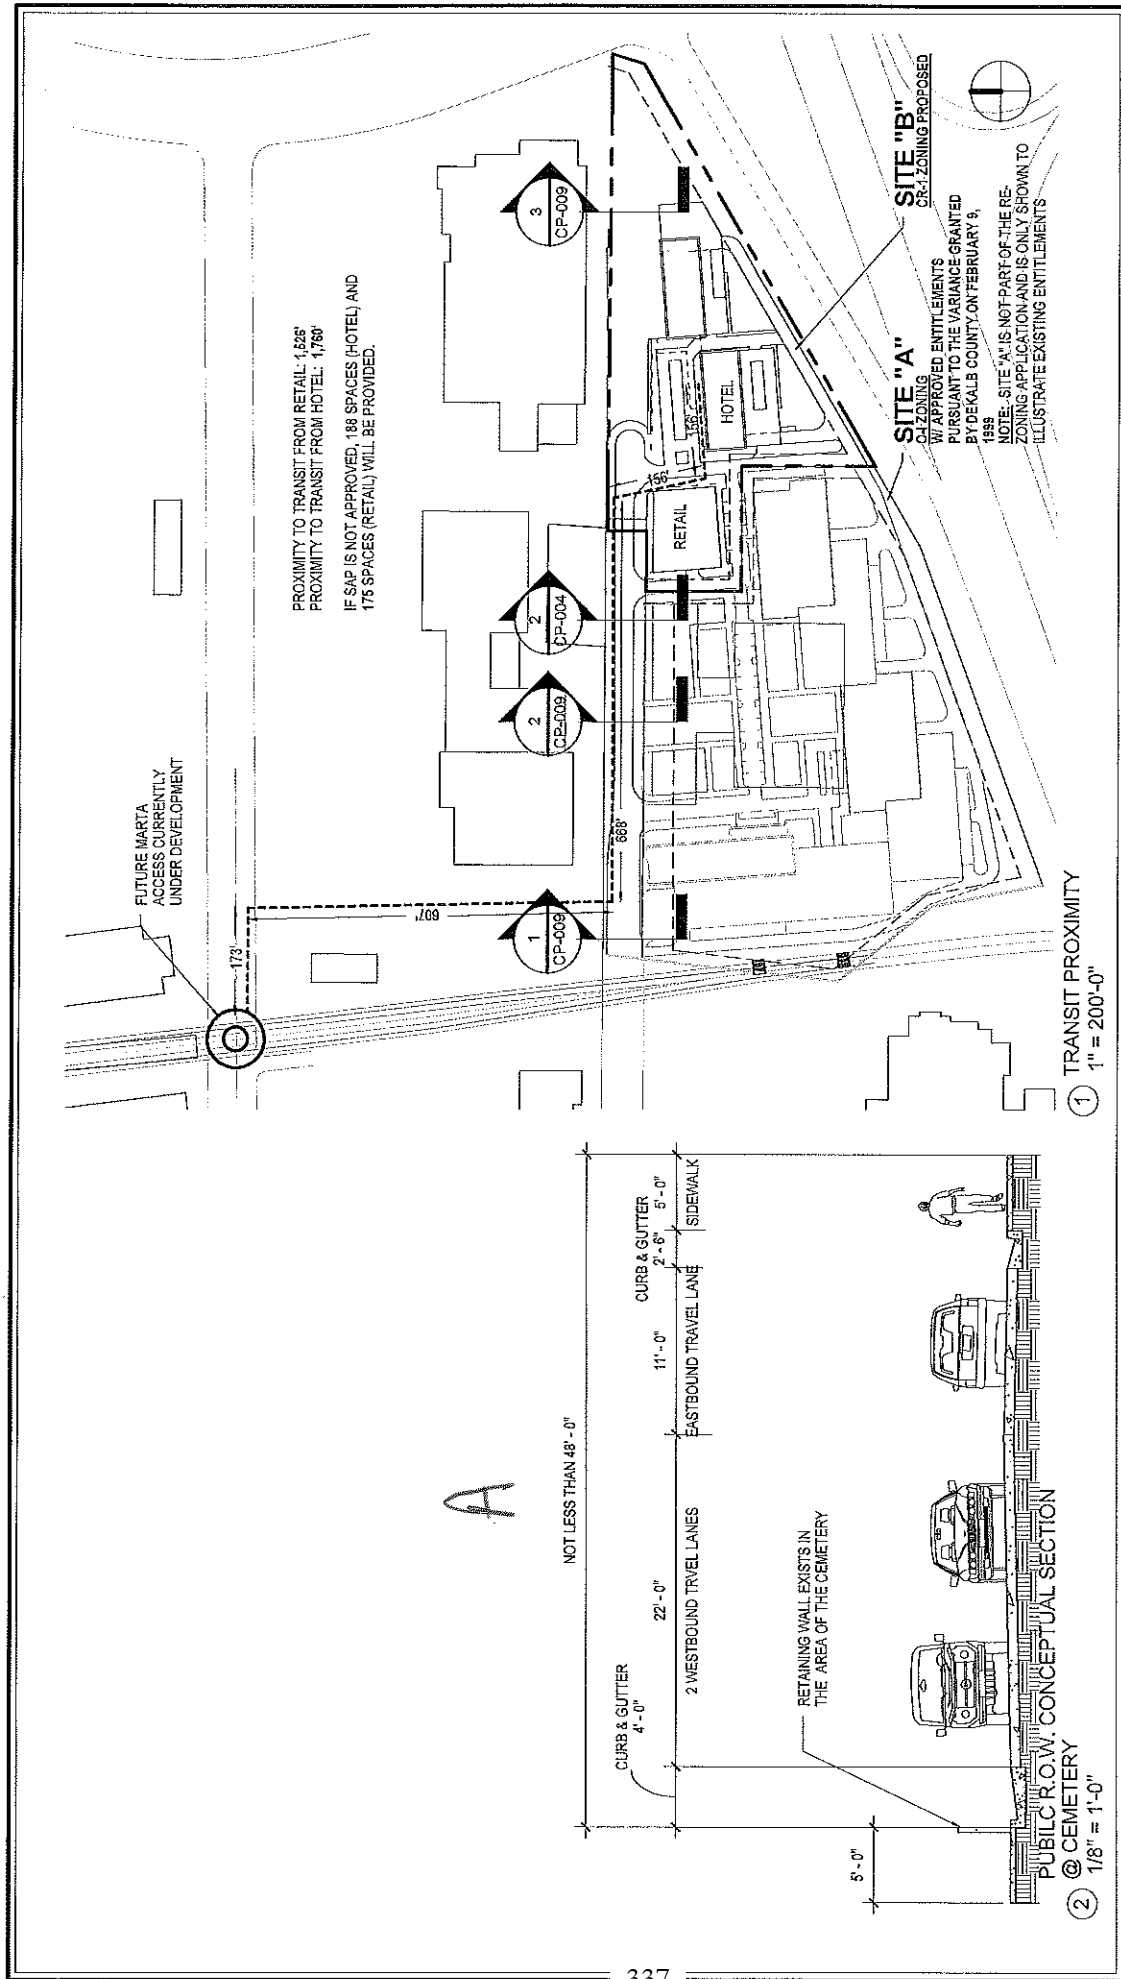 FUTURE MARTA
ACCESS CURRENTLY
UNDER DEVELOPMENT
173'
607'
668'
156'
156'
PROXIMITY TO TRANSIT FROM RETAIL: 1,626'
PROXIMITY TO TRANSIT FROM HOTEL: 1,760'
IF SAP IS NOT APPROVED, 188 SPACES (HOTEL) AND
175 SPACES (RETAIL) WILL BE PROVIDED.
1
CP-009
2
CP-009
2
CP-004
3
CP-009
RETAIL
HOTEL
SITE "A"
O-I ZONING
W/ APPROVED ENTITLEMENTS
PURSUANT TO THE VARIANCE GRANTED
BY DEKALB COUNTY ON FEBRUARY 9,
1999
NOTE: SITE "A" IS NOT PART OF THE RE-
ZONING APPLICATION AND IS ONLY SHOWN TO
ILLUSTRATE EXISTING ENTITLEMENTS
SITE "B"
CR-1 ZONING PROPOSED
1 TRANSIT PROXIMITY
1" = 200'-0"
NOT LESS THAN 48' - 0"
CURB & GUTTER
4' - 0"
22' - 0"
2 WESTBOUND TRVEL LANES
11' - 0"
EASTBOUND TRAVEL LANE
CURB & GUTTER
2' - 6"
5' - 0"
SIDEWALK
RETAINING WALL EXISTS IN
THE AREA OF THE CEMETERY
5' - 0"
PUBILC R.O.W. CONCEPTUAL SECTION
2 @ CEMETERY
1/8" = 1'-0"
A
337